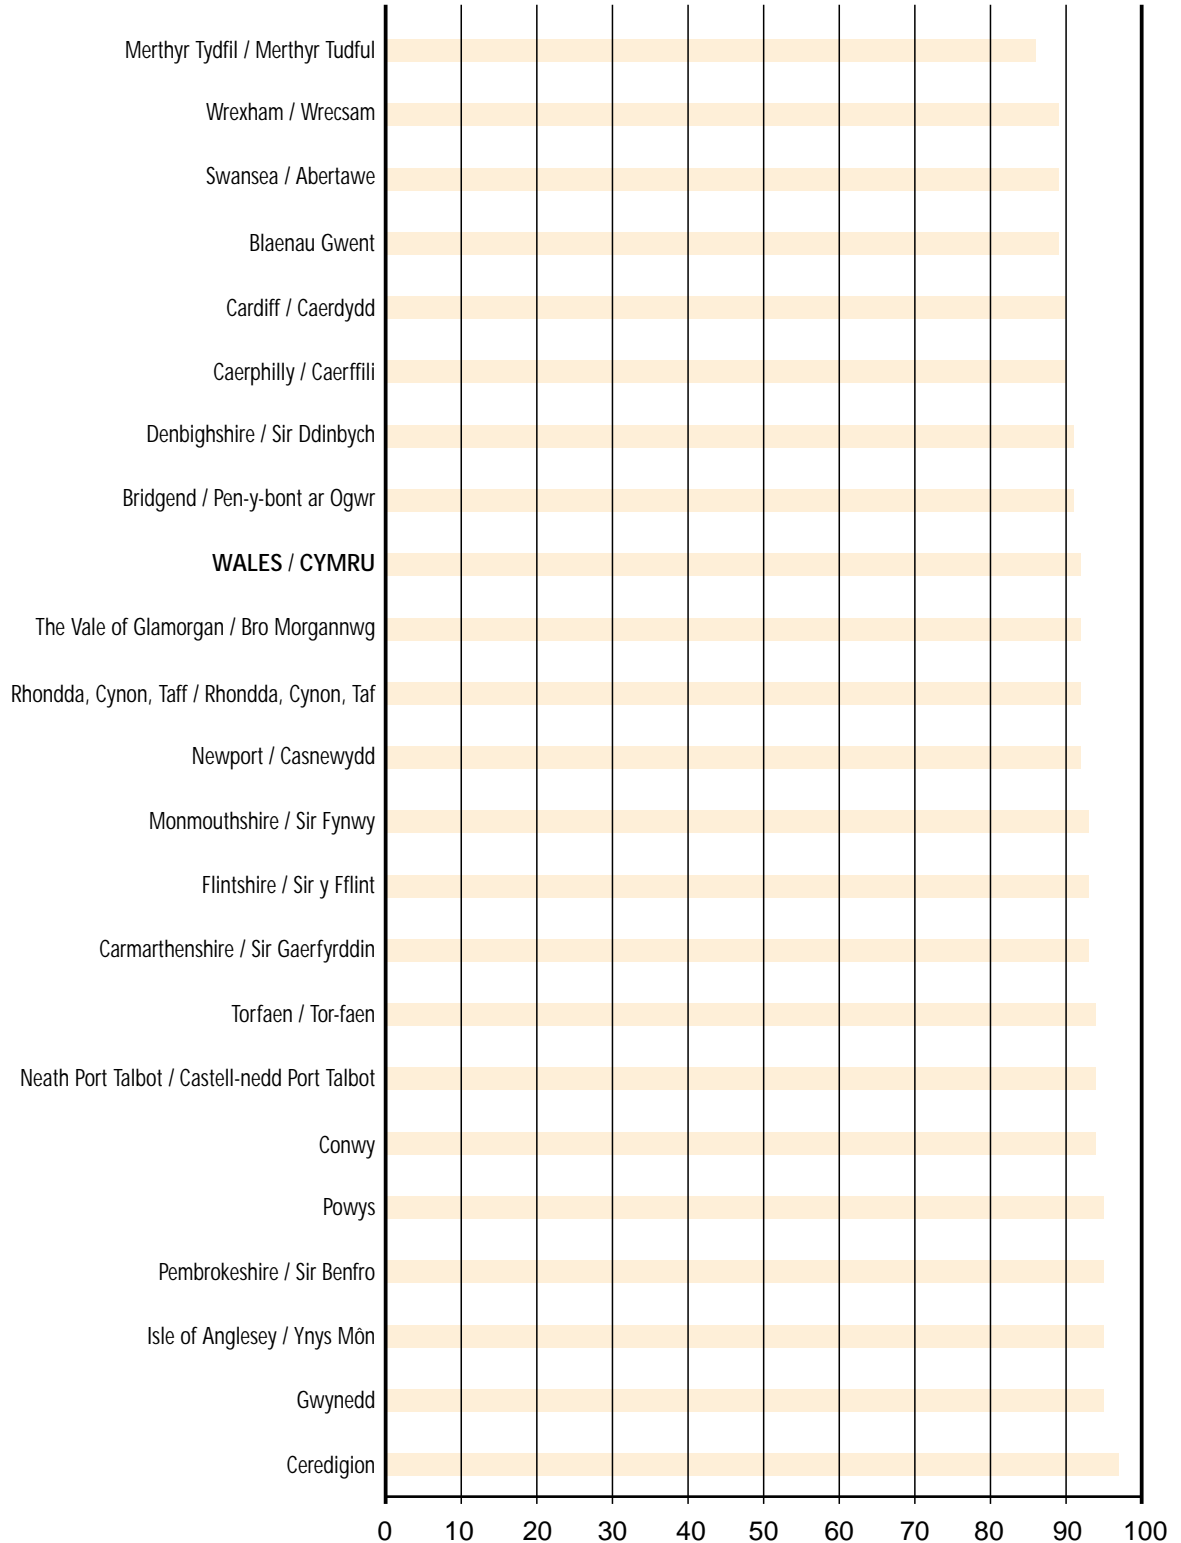 Merthyr Tydfil / Merthyr Tudful
Wrexham / Wrecsam
Swansea / Abertawe
Blaenau Gwent
Cardiff / Caerdydd
Caerphilly / Caerffili
Denbighshire / Sir Ddinbych
Bridgend / Pen-y-bont ar Ogwr
WALES / CYMRU
The Vale of Glamorgan / Bro Morgannwg
Rhondda, Cynon, Taff / Rhondda, Cynon, Taf
Newport / Casnewydd
Monmouthshire / Sir Fynwy
Flintshire / Sir y Fflint
Carmarthenshire / Sir Gaerfyrddin
Torfaen / Tor-faen
Neath Port Talbot / Castell-nedd Port Talbot
Conwy
Powys
Pembrokeshire / Sir Benfro
Isle of Anglesey / Ynys Môn
Gwynedd
Ceredigion
0 10 20 30 40 50 60 70 80 90 100